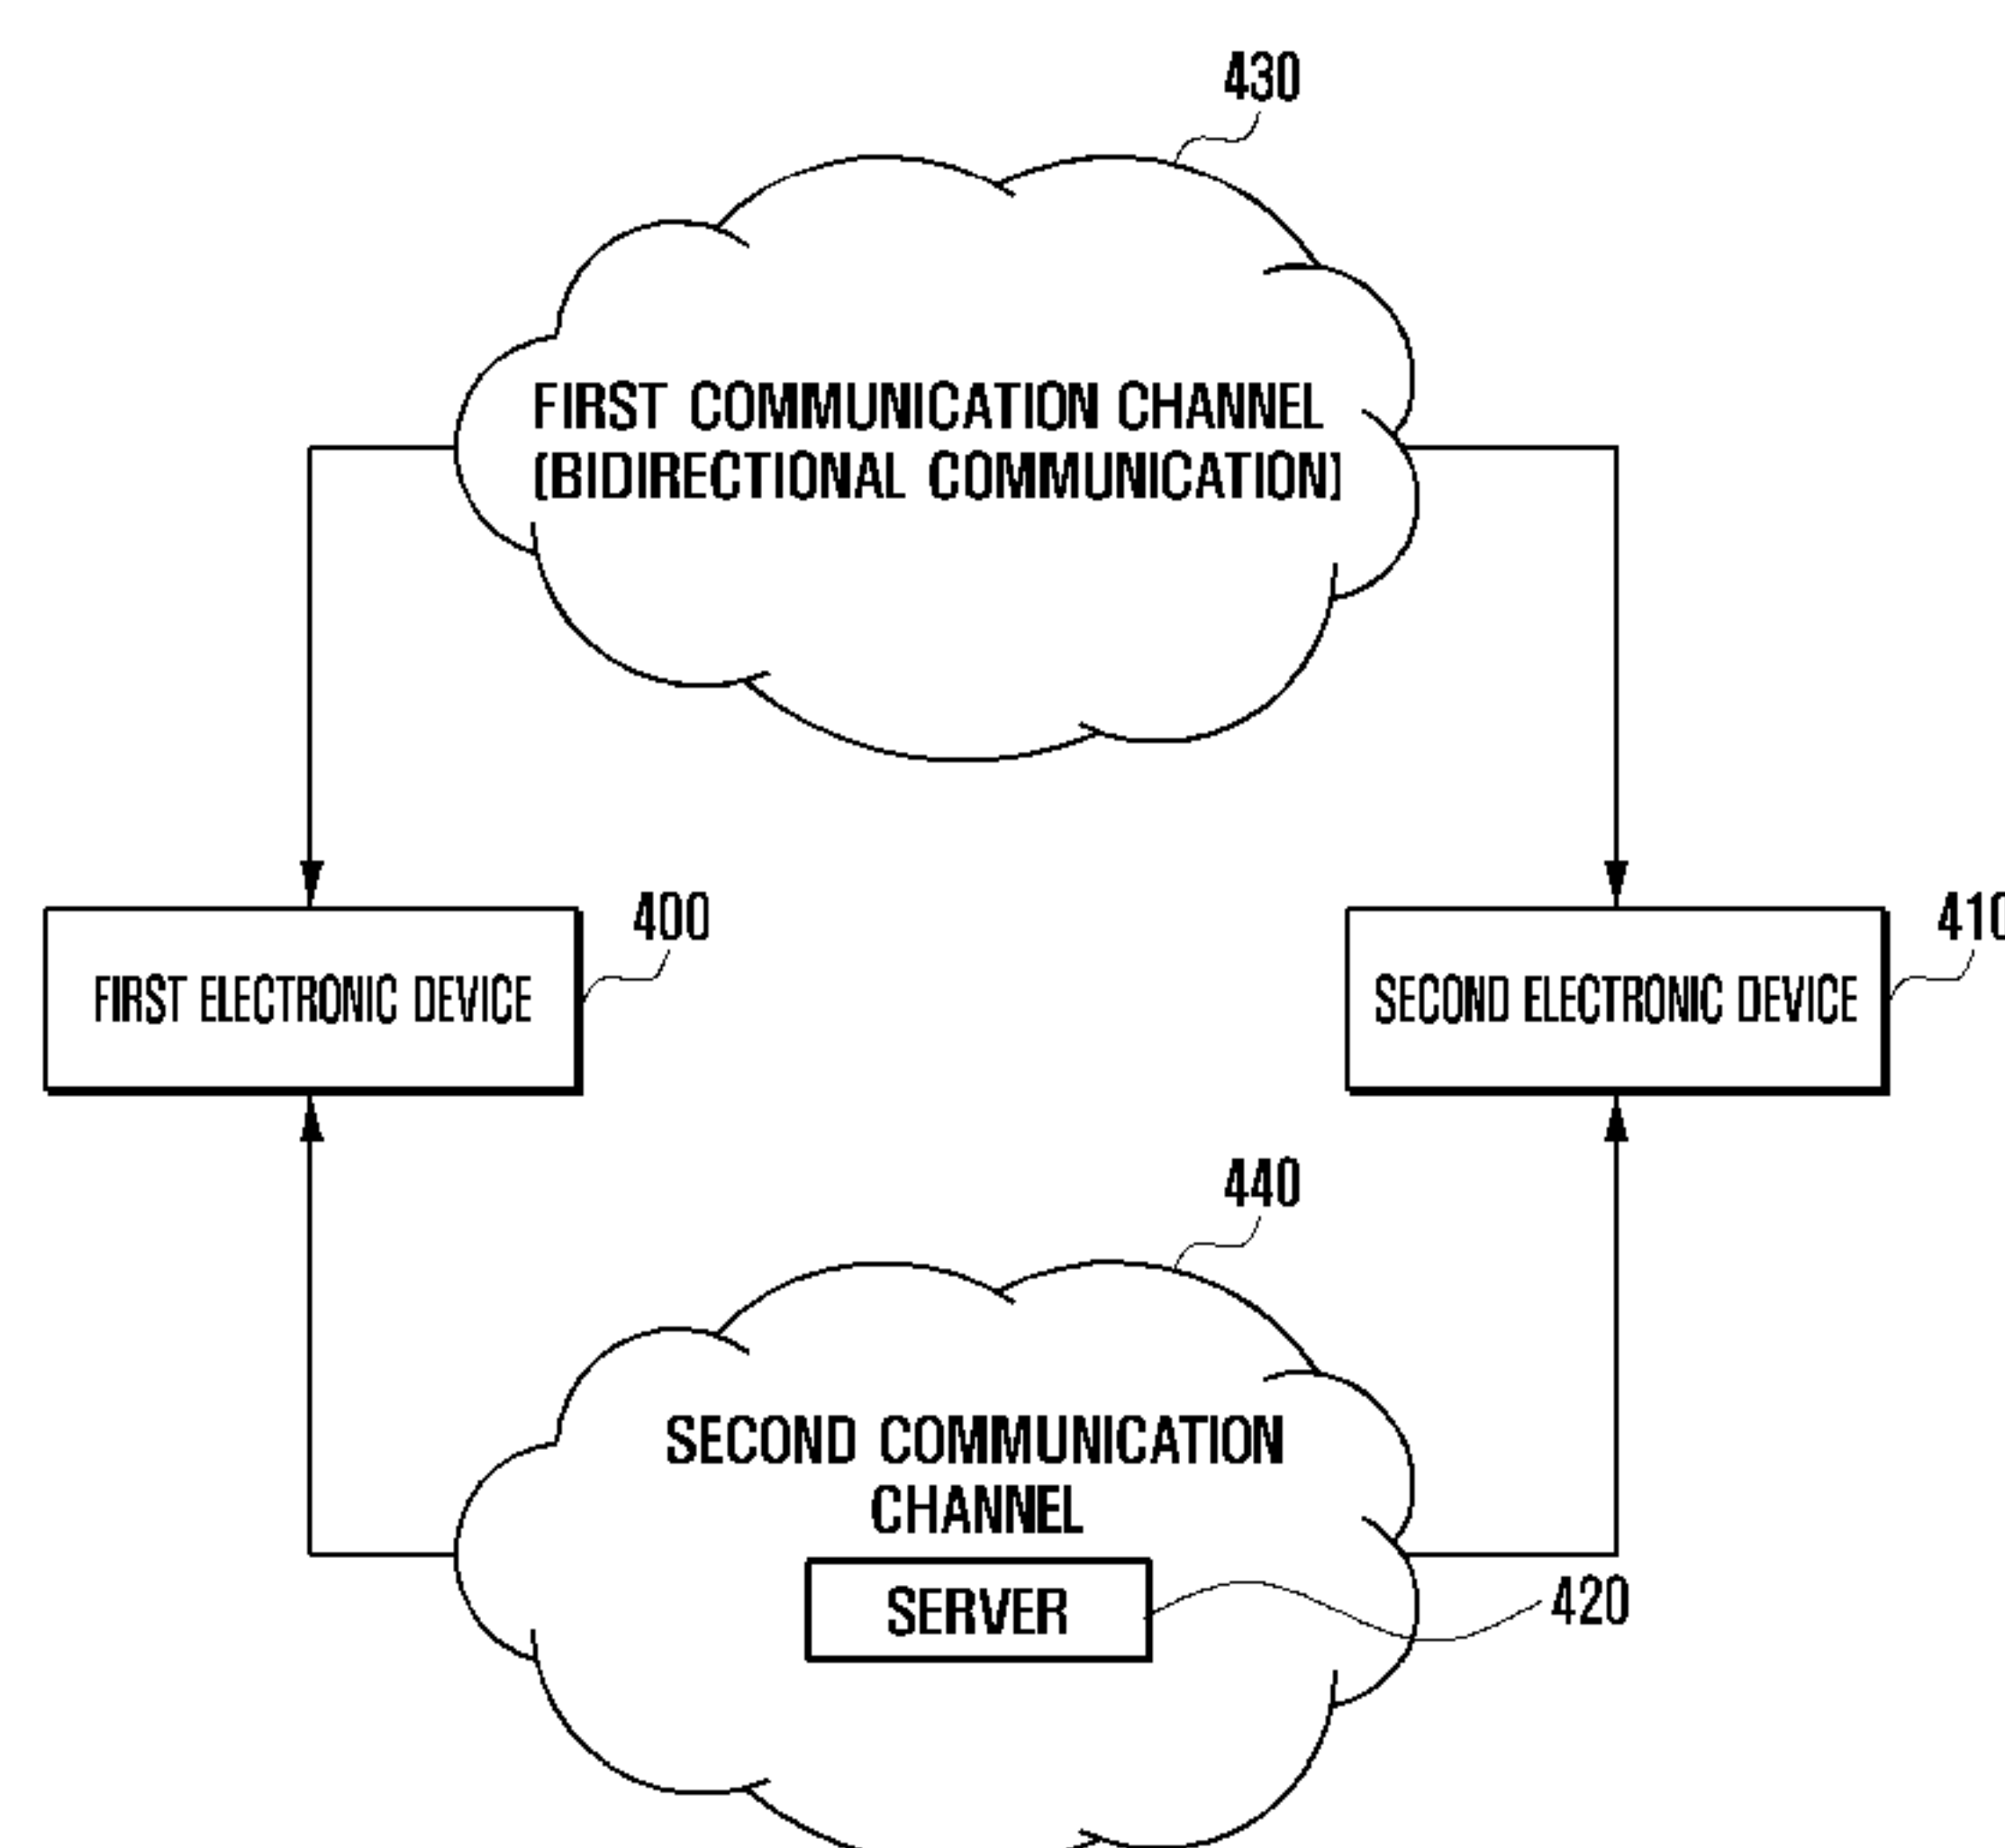 430
FIRST COMMUNICATION CHANNEL
(BIDIRECTIONAL COMMUNICATION)
400
410
FIRST ELECTRONIC DEVICE
SECOND ELECTRONIC DEVICE
440
SECOND COMMUNICATION
CHANNEL
SERVER
420